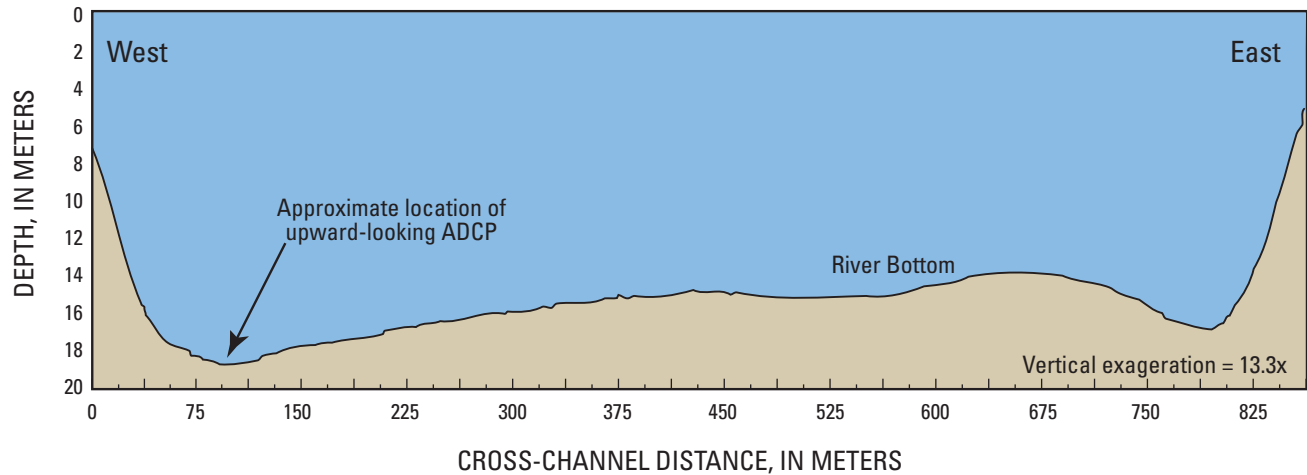 0
2
4
6
8
10
12
14
16
18
20
DEPTH, IN METERS
West
East
Approximate location of
upward-looking ADCP
River Bottom
Vertical exageration = 13.3x
0 75 150 225 300 375 450 525 600 675 750 825
CROSS-CHANNEL DISTANCE, IN METERS